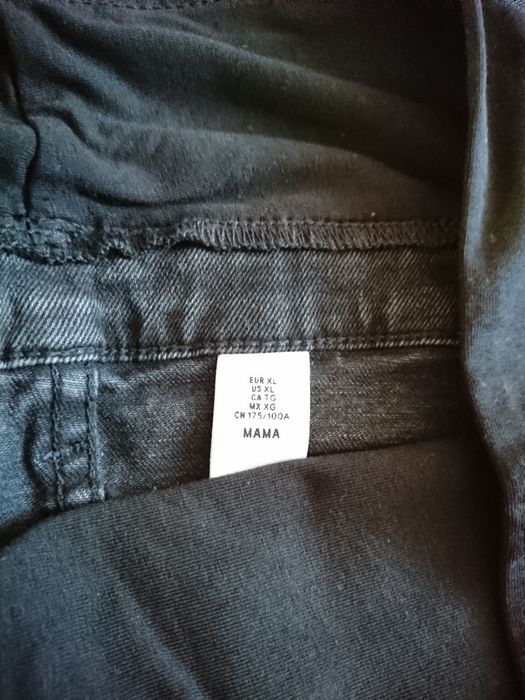 EUR XL
US XL
CA TG
MX XG
CN 175/100A
MAMA